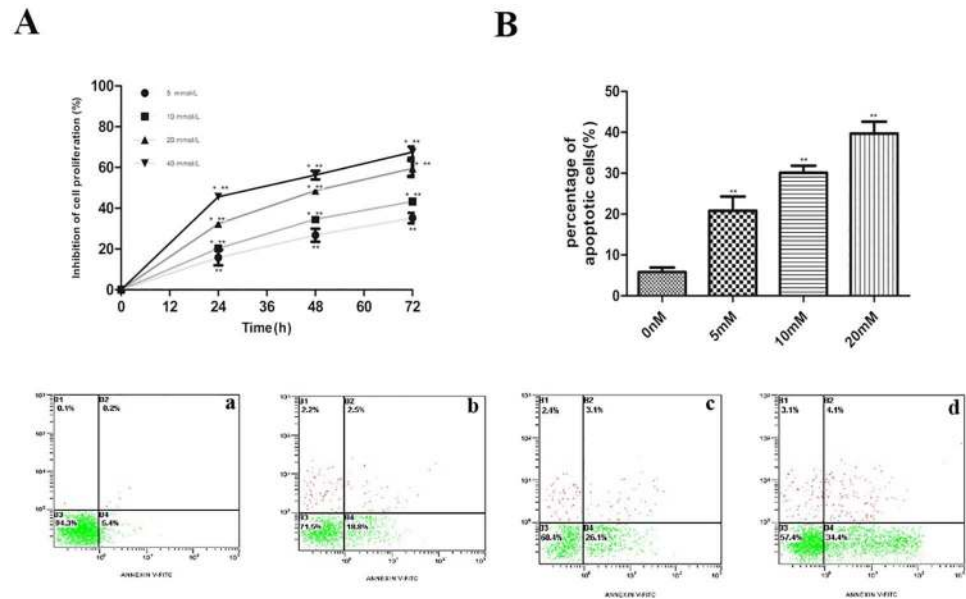 A
B
Inhibition of cell proliferation (%)
100
80
60
40
20
0
5 mmol/L
10 mmol/L
20 mmol/L
40 mmol/L
* **
* **
* **
* **
* **
* **
* **
* **
* **
**
**
**
0 12 24 36 48 60 72
Time(h)
percentage of
apoptotic cells(%)
50
40
30
20
10
0
**
**
**
0nM
5mM
10mM
20mM
a
B1
0.1%
B2
0.2%
B3
94.3%
B4
5.4%
ANNEXIN V-FITC
b
B1
2.2%
B2
2.5%
B3
71.5%
B4
18.8%
ANNEXIN V-FITC
c
B1
2.4%
B2
3.1%
B3
68.4%
B4
26.1%
ANNEXIN V-FITC
d
B1
3.1%
B2
4.1%
B3
57.4%
B4
34.4%
ANNEXIN V-FITC